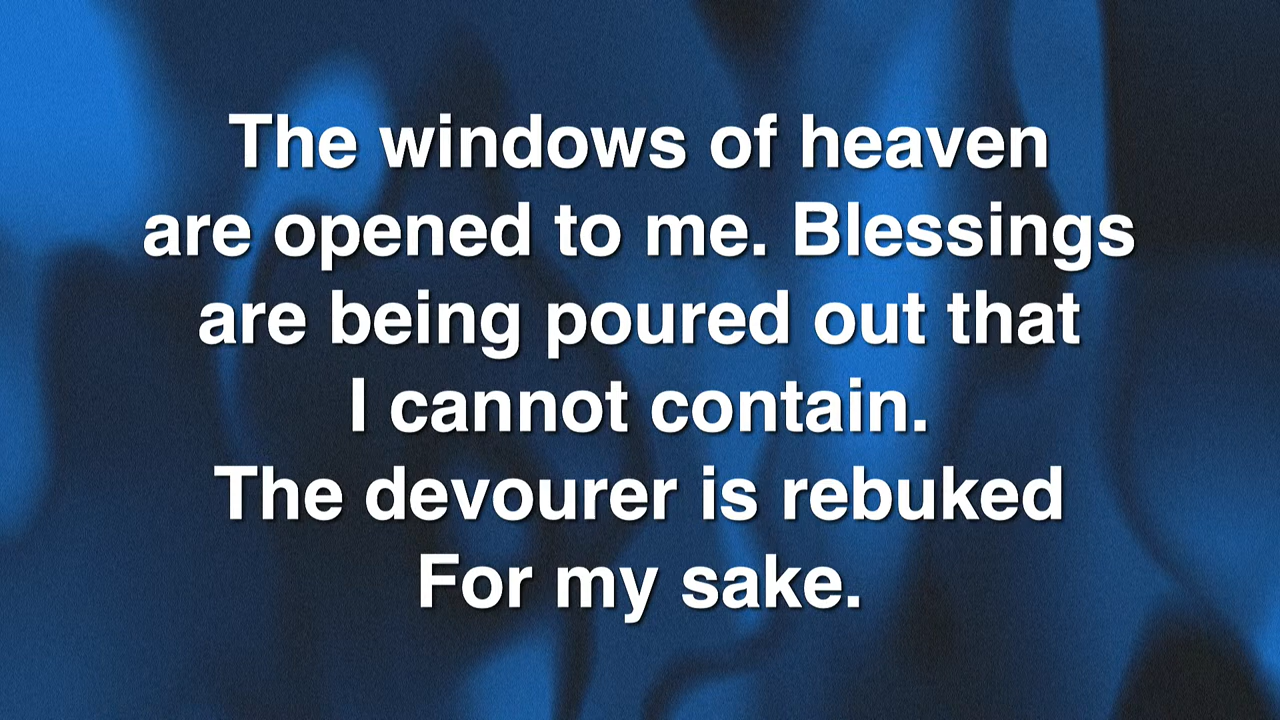 The windows of heaven
are opened to me. Blessings
are being poured out that
I cannot contain.
The devourer is rebuked
For my sake.